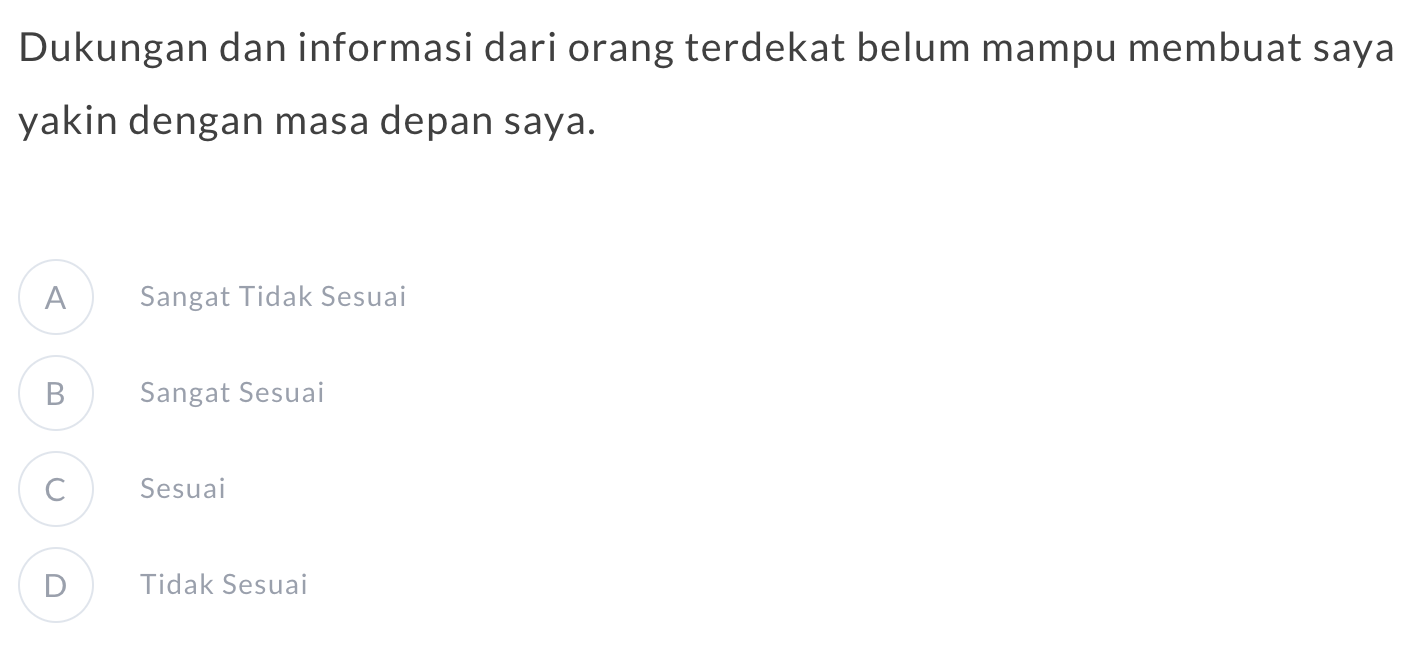 Dukungan dan informasi dari orang terdekat belum mampu membuat saya
yakin dengan masa depan saya.
A Sangat Tidak Sesuai
B Sangat Sesuai
C Sesuai
D Tidak Sesuai